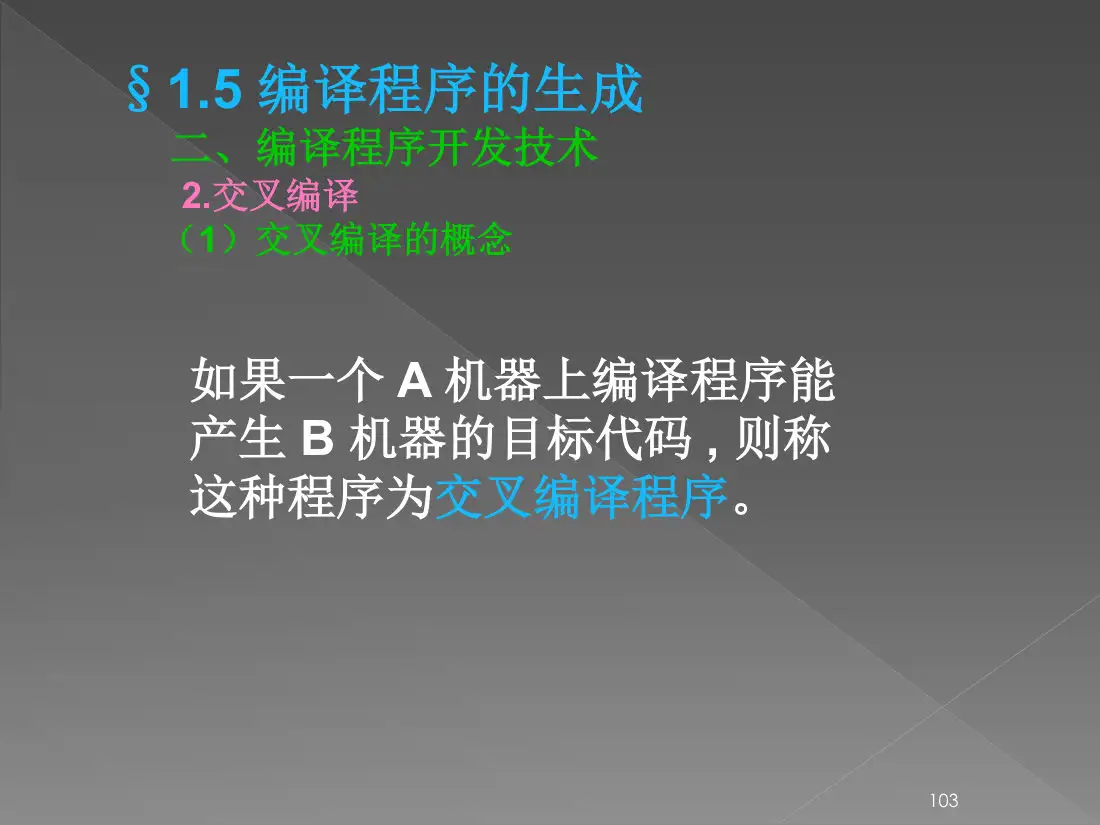 §1.5 编译程序的生成
二、编译程序开发技术
2.交叉编译
（1）交叉编译的概念
如果一个 A 机器上编译程序能
产生 B 机器的目标代码 , 则称
这种程序为交叉编译程序。
103